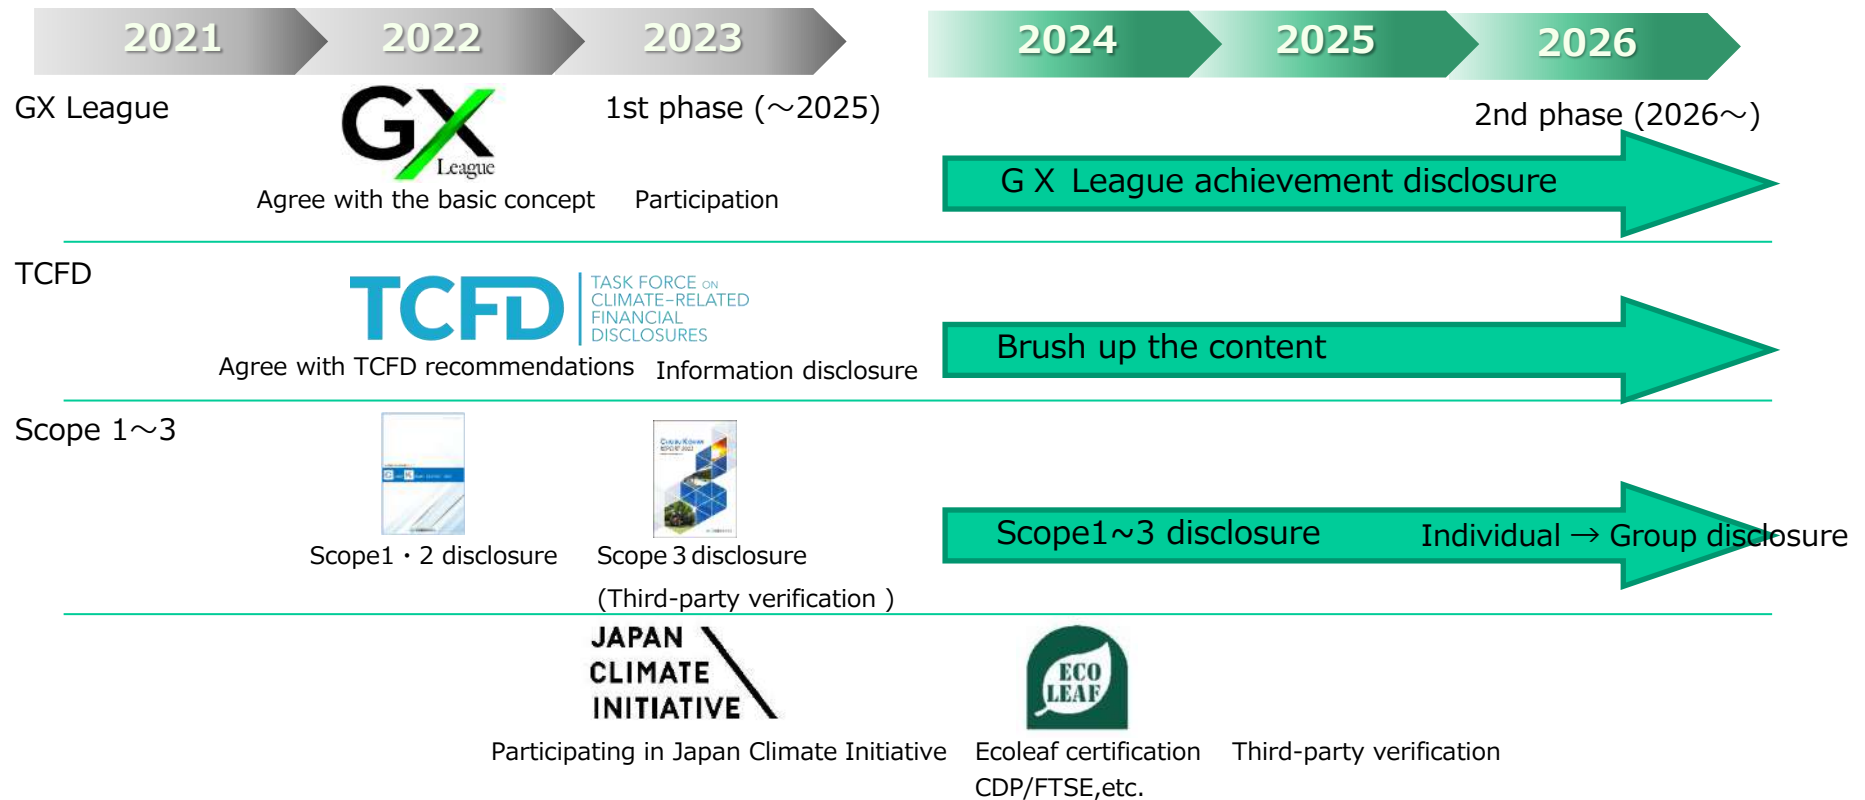 2021 2022 2023 2024 2025 2026
GX League
GX
League
1st phase (～2025)
2nd phase (2026～)
Agree with the basic concept
Participation
ＧＸ League achievement disclosure
TCFD
TCFD
TASK FORCE ON
CLIMATE-RELATED
FINANCIAL
DISCLOSURES
Agree with TCFD recommendations
Information disclosure
Brush up the content
Scope 1～3
Scope1・2 disclosure
Scope３disclosure
(Third-party verification )
Scope1~3 disclosure
Individual → Group disclosure
JAPAN
CLIMATE
INITIATIVE
Participating in Japan Climate Initiative
ECO
LEAF
Ecoleaf certification
CDP/FTSE,etc.
Third-party verification